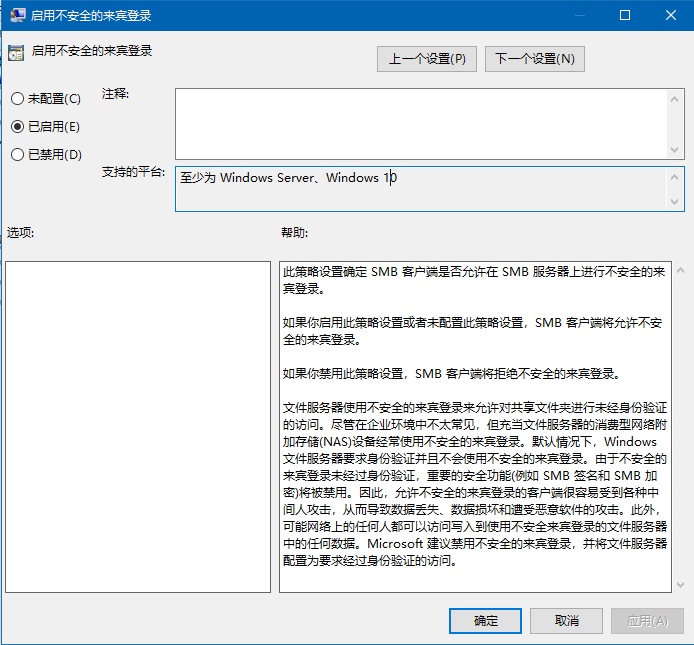 启用不安全的来宾登录
启用不安全的来宾登录
上一个设置(P)
下一个设置(N)
未配置(C)
已启用(E)
已禁用(D)
注释:
支持的平台:
至少为 Windows Server、Windows 10
选项:
帮助:
此策略设置确定 SMB 客户端是否允许在 SMB 服务器上进行不安全的来
宾登录。
如果你启用此策略设置或者未配置此策略设置，SMB 客户端将允许不安
全的来宾登录。
如果你禁用此策略设置，SMB 客户端将拒绝不安全的来宾登录。
文件服务器使用不安全的来宾登录来允许对共享文件夹进行未经身份验证
的访问。尽管在企业环境中不太常见，但充当文件服务器的消费型网络附
加存储(NAS)设备经常使用不安全的来宾登录。默认情况下，Windows
文件服务器要求身份验证并且不会使用不安全的来宾登录。由于不安全的
来宾登录未经过身份验证，重要的安全功能(例如 SMB 签名和 SMB 加
密)将被禁用。因此，允许不安全的来宾登录的客户端很容易受到各种中
间人攻击，从而导致数据丢失、数据损坏和遭受恶意软件的攻击。此外，
可能网络上的任何人都可以访问写入到使用不安全来宾登录的文件服务器
中的任何数据。Microsoft 建议禁用不安全的来宾登录，并将文件服务器
配置为要求经过身份验证的访问。
确定
取消
应用(A)